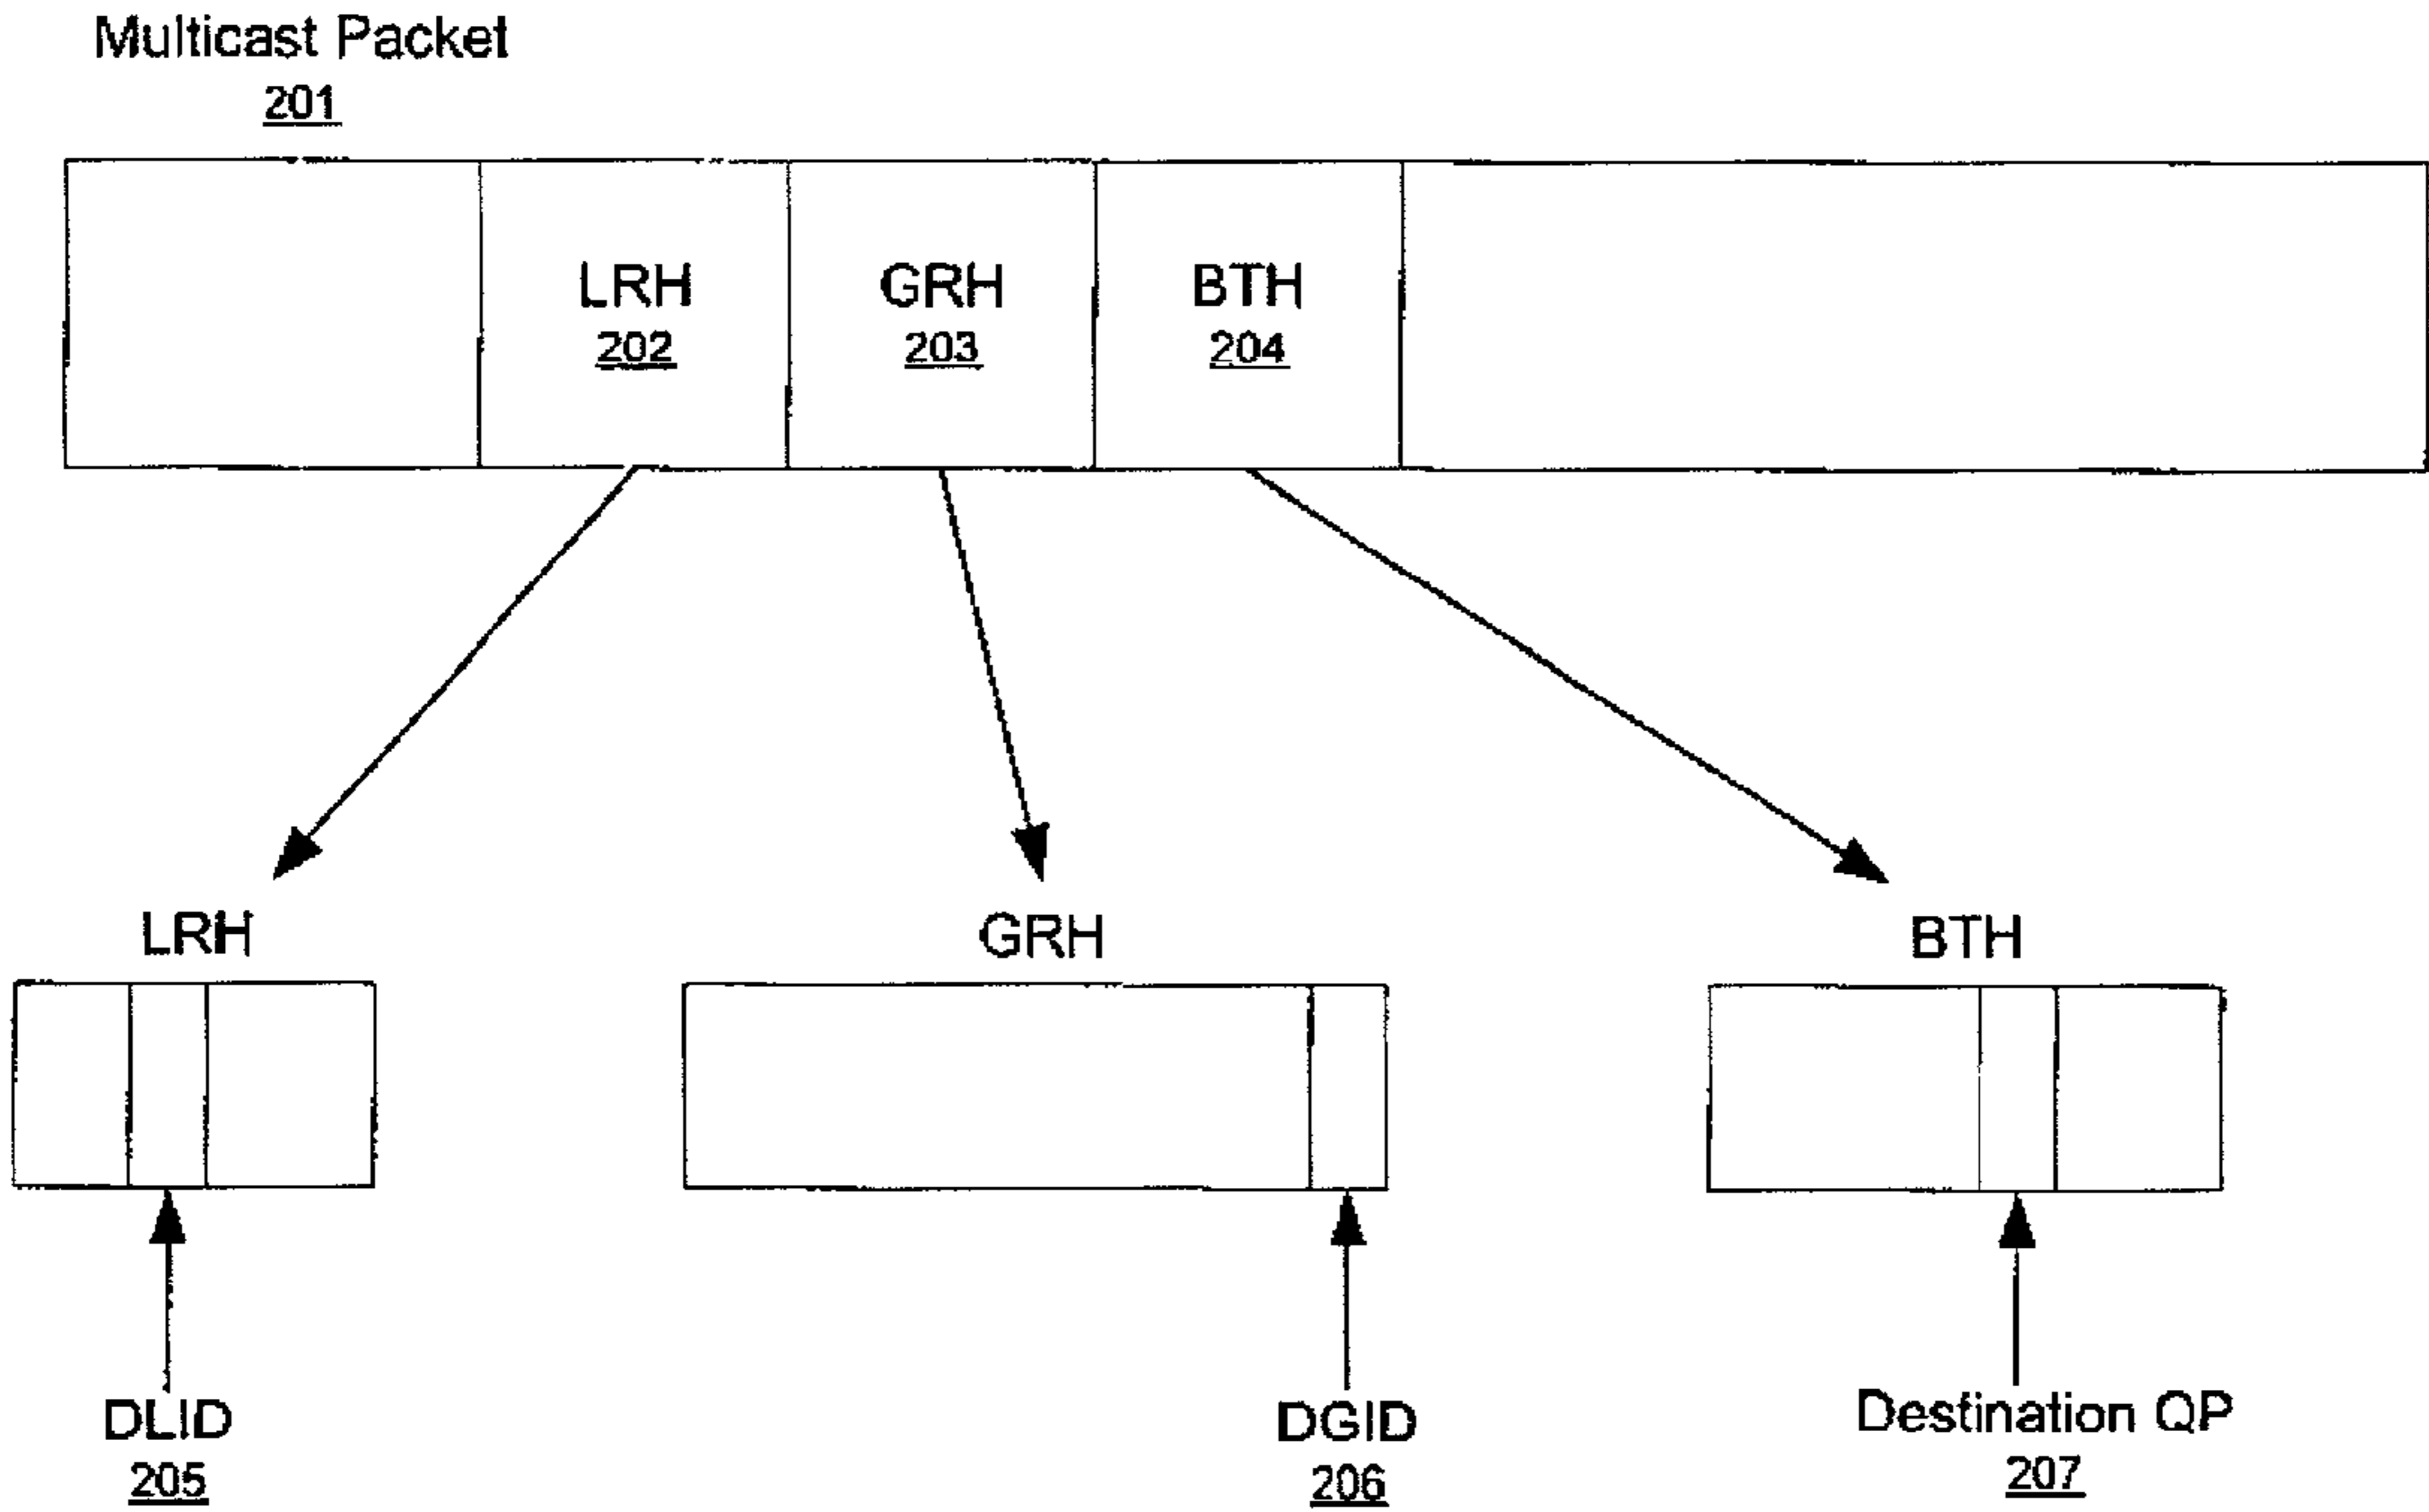 Multicast Packet
201
LRH
202
GRH
203
BTH
204
LRH
GRH
BTH
DLID
205
DGID
206
Destination QP
207